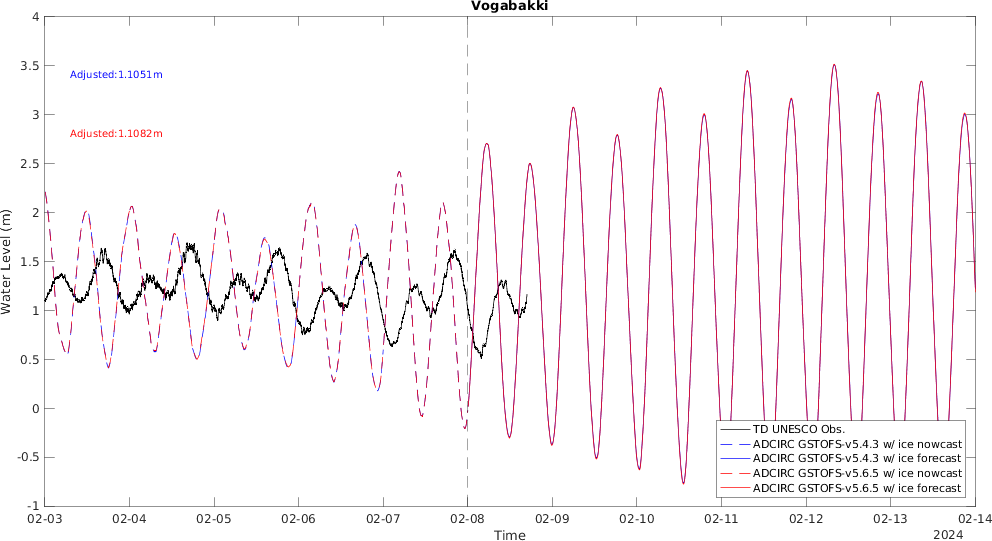 Vogabakki
Adjusted:1.1051m
Adjusted:1.1082m
Water Level (m)
4
3.5
3
2.5
2
1.5
1
0.5
0
-0.5
-1
TD UNESCO Obs.
ADCIRC GSTOFS-v5.4.3 w/ ice nowcast
ADCIRC GSTOFS-v5.4.3 w/ ice forecast
ADCIRC GSTOFS-v5.6.5 w/ ice nowcast
ADCIRC GSTOFS-v5.6.5 w/ ice forecast
02-03 02-04 02-05 02-06 02-07 02-08 02-09 02-10 02-11 02-12 02-13 02-14
Time
2024